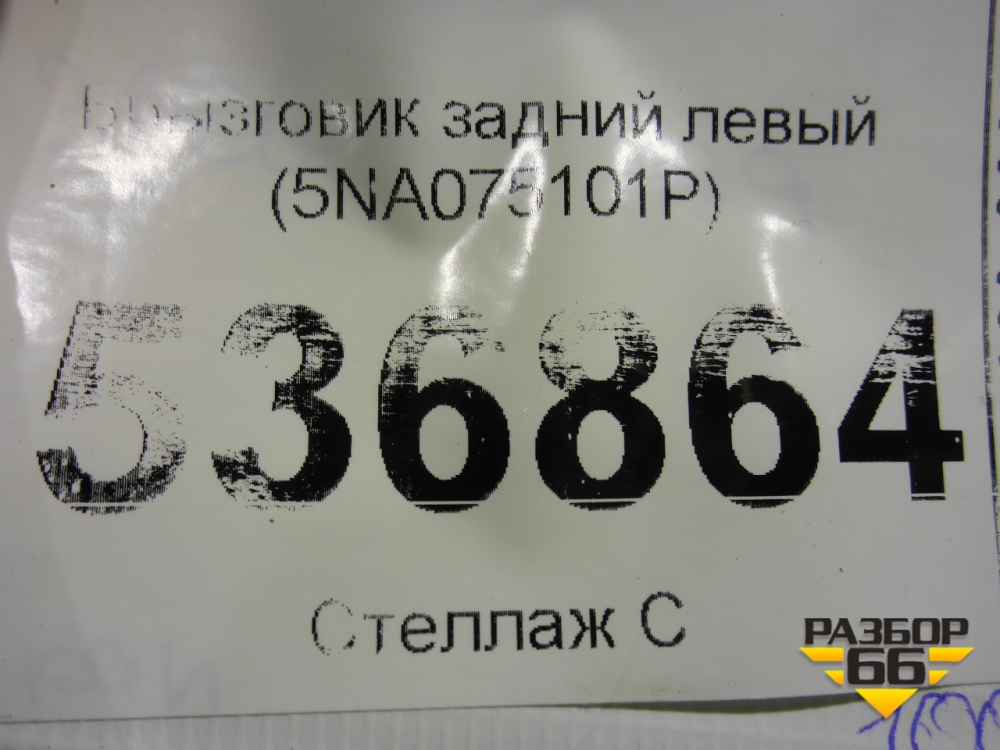 Брызговик задний левый
(5NA075101P)
536864
Стеллаж С
РАЗБОР
66